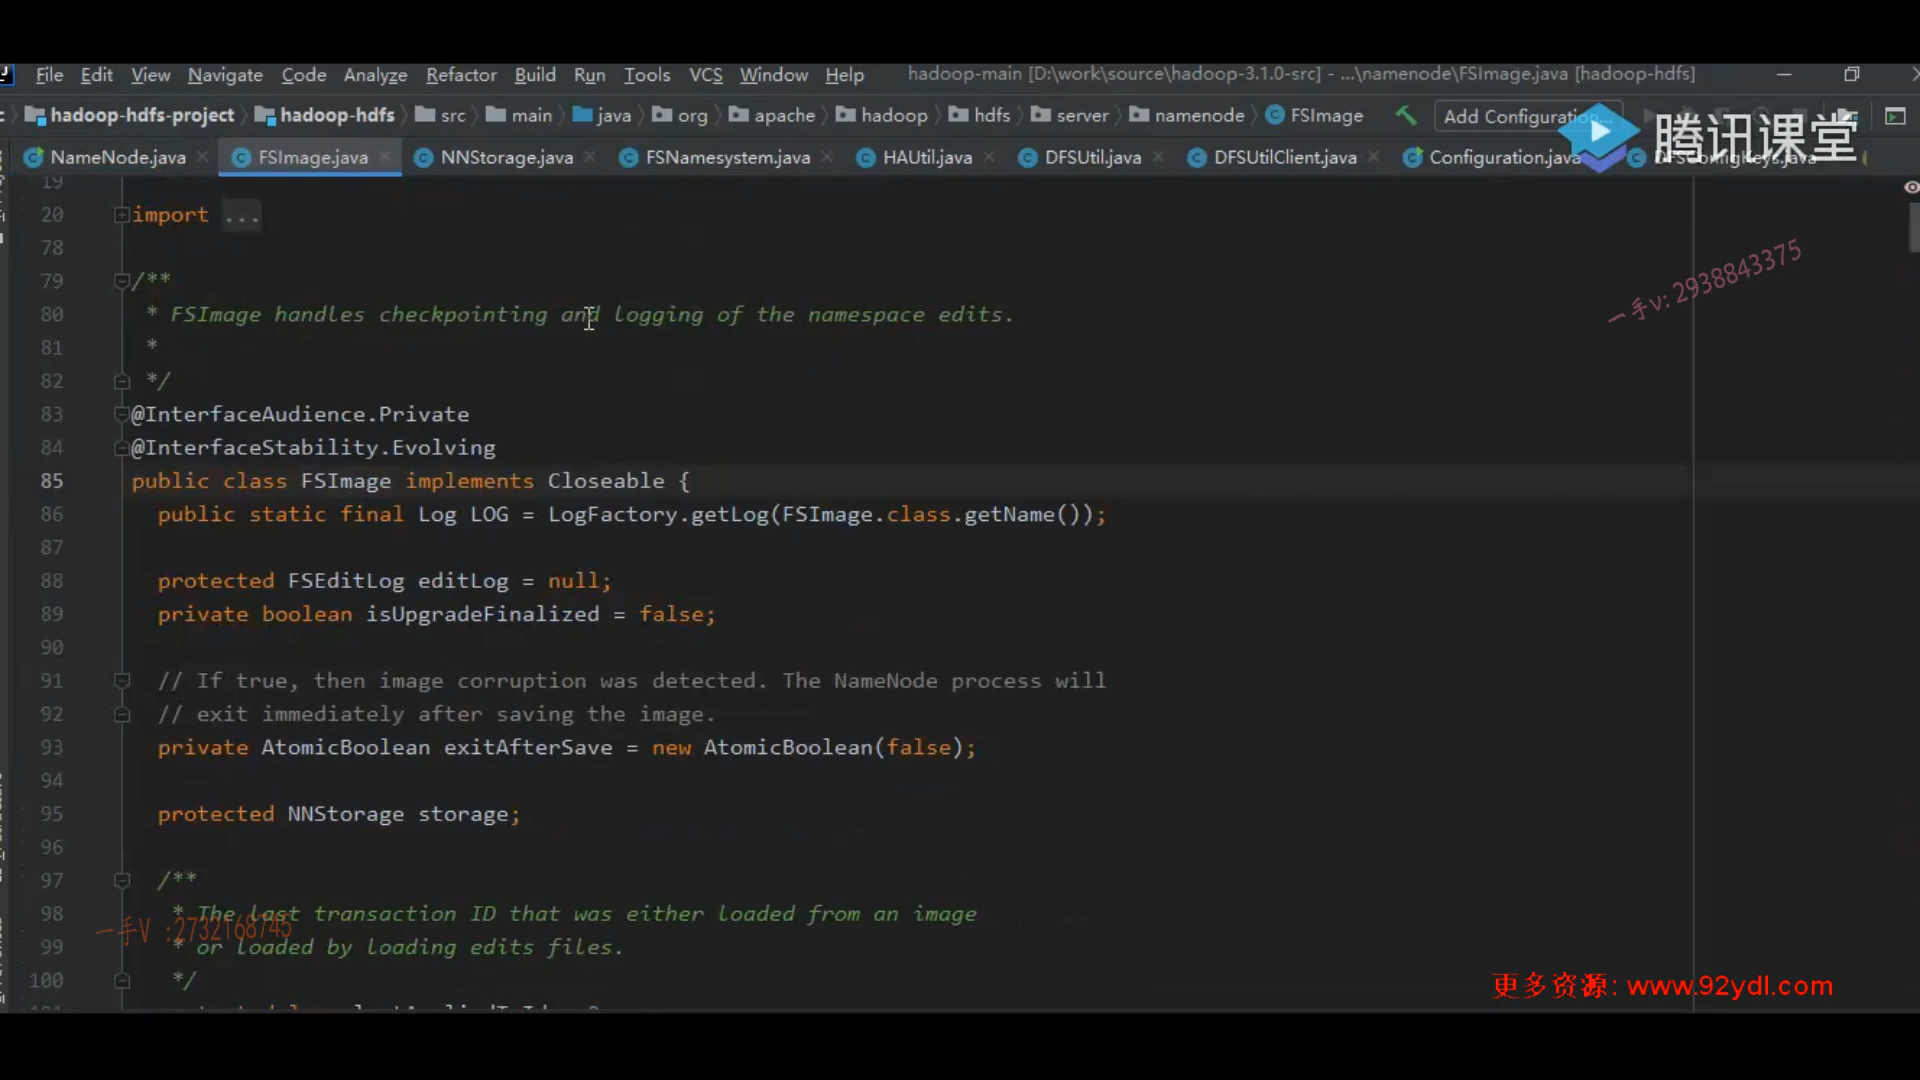 File Edit View Navigate Code Analyze Refactor Build Run Tools VCS Window Help hadoop-main [D:\work\source\hadoop-3.1.0-src] - ...\namenode\FSImage.java [hadoop-hdfs]
hadoop-hdfs-project hadoop-hdfs src main java org apache hadoop hdfs server namenode FSImage Add Configuration...
腾讯课堂
NameNode.java FSImage.java NNStorage.java FSNamesystem.java HAUtil.java DFSUtil.java DFSUtilClient.java Configuration.java DFSConfigKeys.java
19
20 import ...
78
79 /**
80 * FSImage handles checkpointing and logging of the namespace edits.
81 *
82 */
83 @InterfaceAudience.Private
84 @InterfaceStability.Evolving
85 public class FSImage implements Closeable {
86 public static final Log LOG = LogFactory.getLog(FSImage.class.getName());
87
88 protected FSEditLog editLog = null;
89 private boolean isUpgradeFinalized = false;
90
91 // If true, then image corruption was detected. The NameNode process will
92 // exit immediately after saving the image.
93 private AtomicBoolean exitAfterSave = new AtomicBoolean(false);
94
95 protected NNStorage storage;
96
97 /**
98 * The last transaction ID that was either loaded from an image
99 * or loaded by loading edits files.
100 */
一手v: 2938843375
一手V :2732168745
更多资源: www.92ydl.com